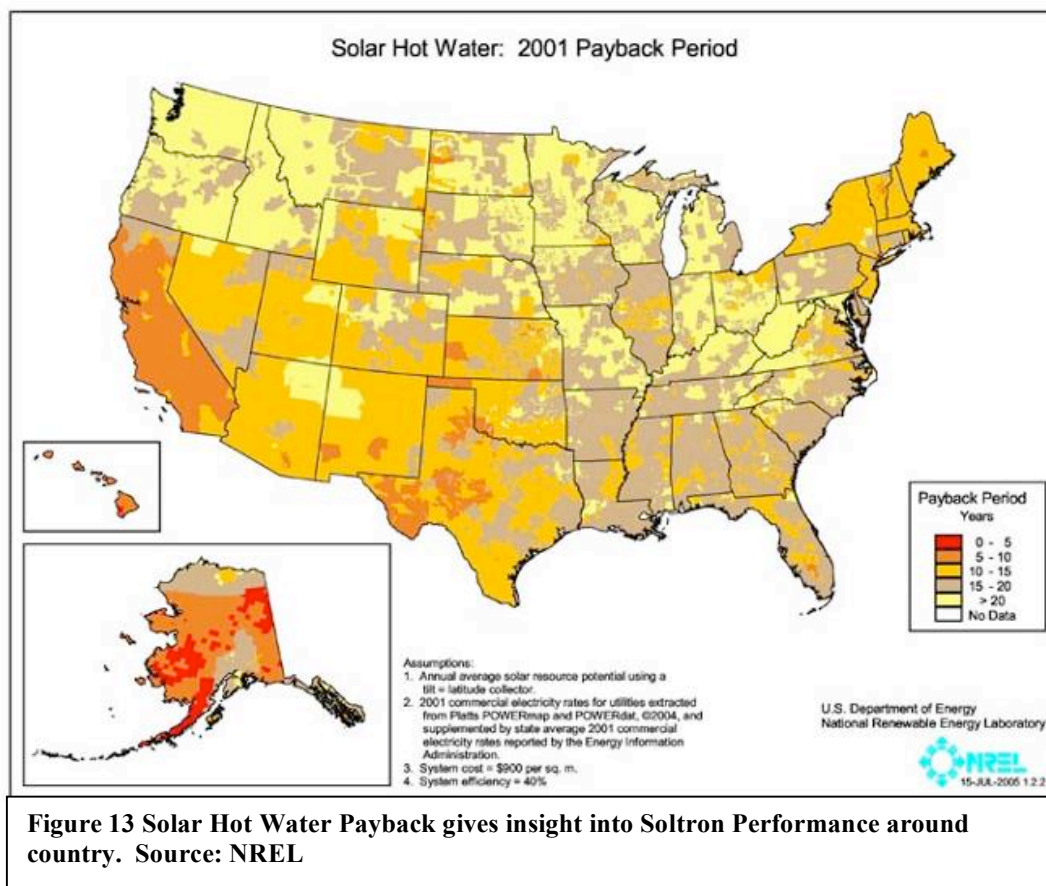 Solar Hot Water: 2001 Payback Period
Payback Period
Years
0 - 5
5 - 10
10 - 15
15 - 20
> 20
No Data
Assumptions:
1. Annual average solar resource potential using a
tilt = latitude collector.
2. 2001 commercial electricity rates for utilities extracted
from Platts POWERmap and POWERdat, ©2004, and
supplemented by state average 2001 commercial
electricity rates reported by the Energy Information
Administration.
3. System cost = $900 per sq. m.
4. System efficiency = 40%
U.S. Department of Energy
National Renewable Energy Laboratory
NREL
15-JUL-2005 1.2.2
Figure 13 Solar Hot Water Payback gives insight into Soltron Performance around
country. Source: NREL